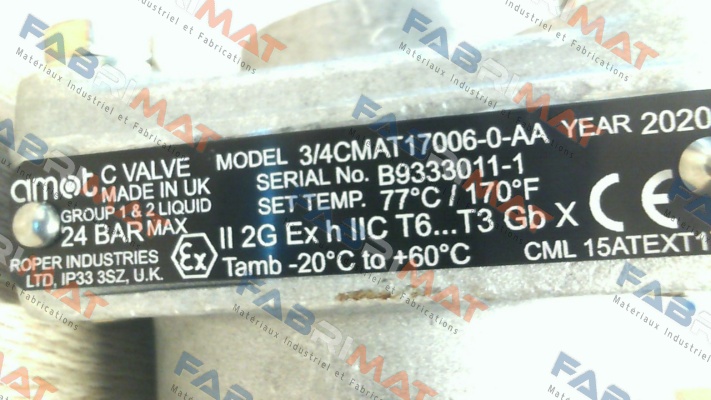 amot C VALVE
MADE IN UK
GROUP 1 & 2 LIQUID
24 BAR MAX
ROPER INDUSTRIES
LTD, IP33 3SZ, U.K.
MODEL 3/4CMAT17006-0-AA YEAR 2020
SERIAL No. B9333011-1
SET TEMP. 77°C / 170°F
Ex II 2G Ex h IIC T6...T3 Gb X CE
Tamb -20°C to +60°C CML 15ATEXT1
FABRIMAT
Materiaux Industriel et Fabrications